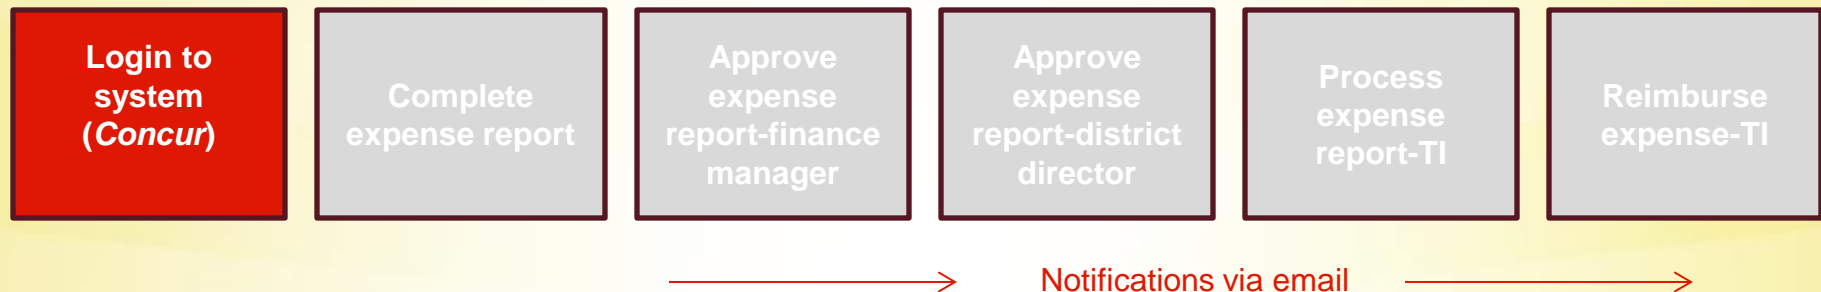 Login to
system
(Concur)
Complete
expense report
Approve
expense
report-finance
manager
Approve
expense
report-district
director
Process
expense
report-TI
Reimburse
expense-TI
Notifications via email